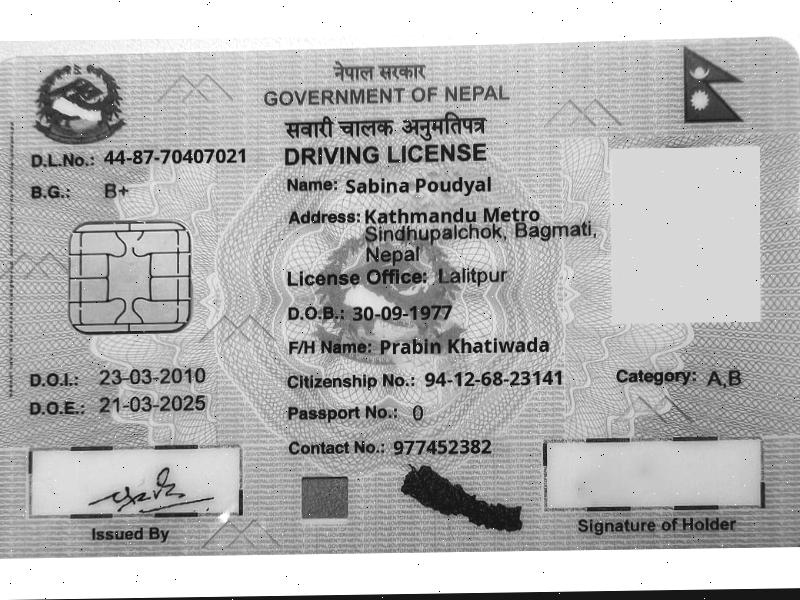 नेपाल सरकार
GOVERNMENT OF NEPAL
सवारी चालक अनुमतिपत्र
DRIVING LICENSE
D.L.No.: 44-87-70407021
B.G.: B+
Name: Sabina Poudyal
Address: Kathmandu Metro
Sindhupalchok, Bagmati,
Nepal
License Office: Lalitpur
D.O.B.: 30-09-1977
F/H Name: Prabin Khatiwada
D.O.I.: 23-03-2010
Citizenship No.: 94-12-68-23141
Category: A,B
D.O.E.: 21-03-2025
Passport No.: 0
Contact No.: 977452382
Issued By
Signature of Holder